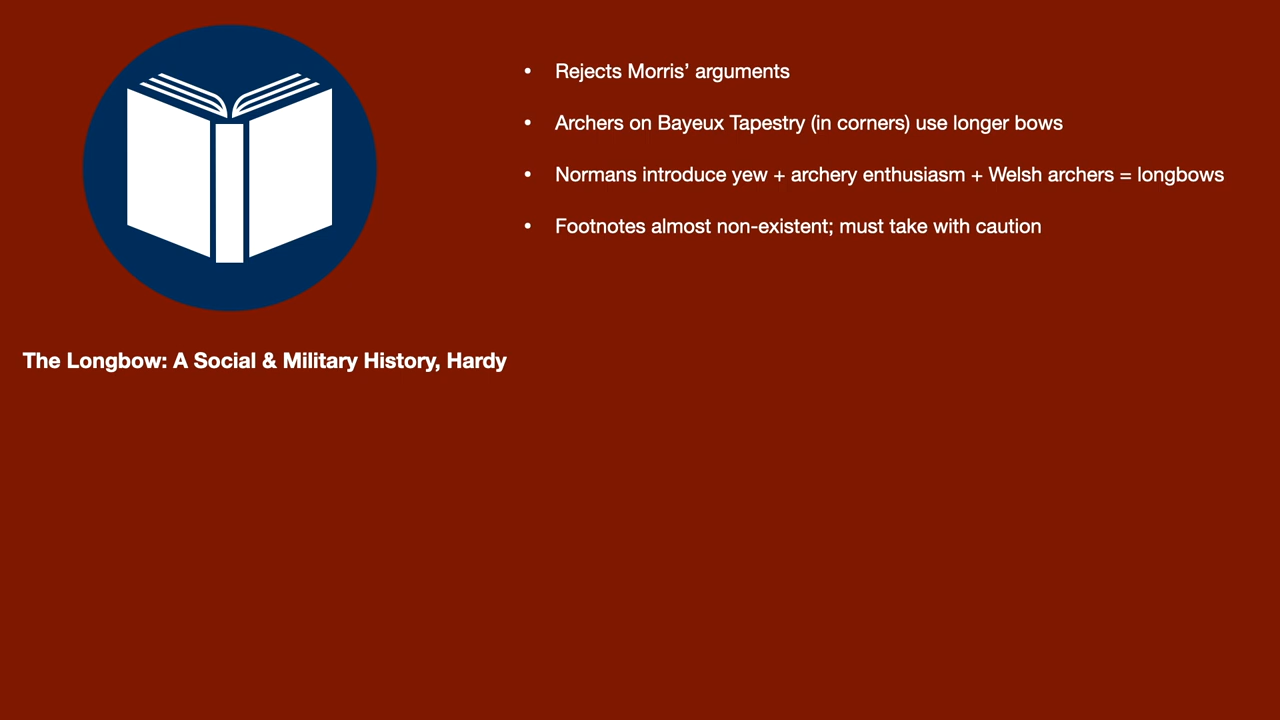 • Rejects Morris’ arguments
• Archers on Bayeux Tapestry (in corners) use longer bows
• Normans introduce yew + archery enthusiasm + Welsh archers = longbows
• Footnotes almost non-existent; must take with caution
The Longbow: A Social & Military History, Hardy